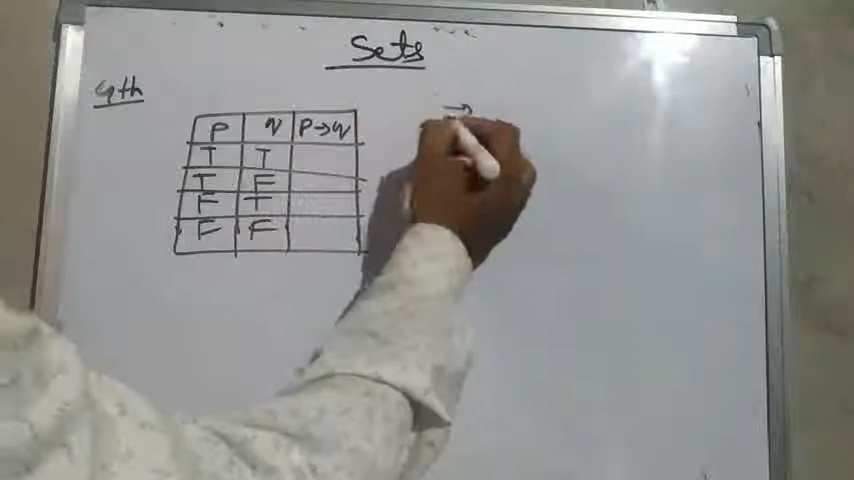 Sets
9th
P q P→q
T T
T F
F T
F F
→